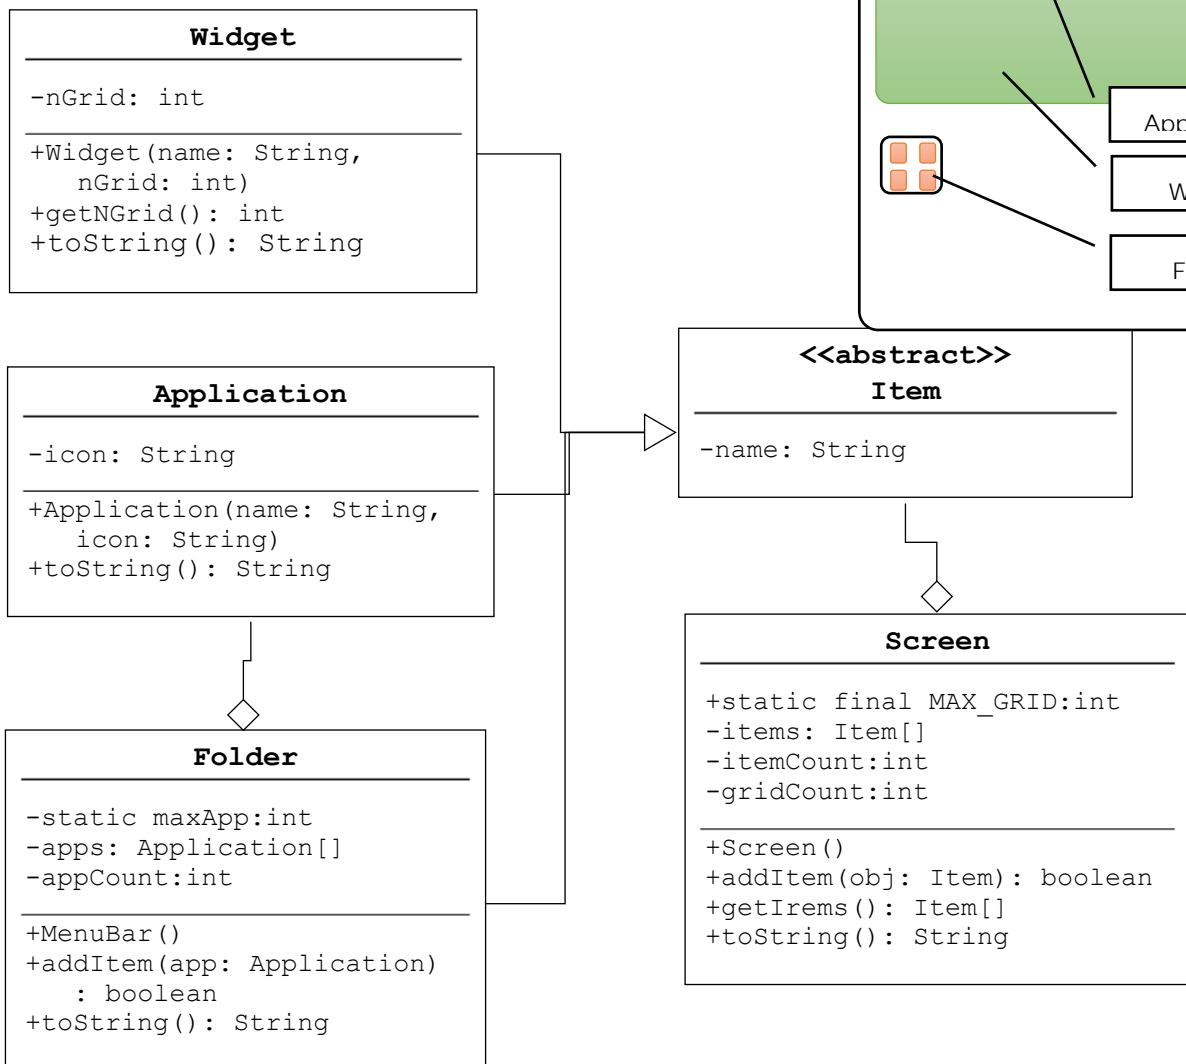 Widget
-nGrid: int
+Widget(name: String,
nGrid: int)
+getNGrid(): int
+toString(): String
Application
-icon: String
+Application(name: String,
icon: String)
+toString(): String
Folder
-static maxApp:int
-apps: Application[]
-appCount:int
+MenuBar()
+addItem(app: Application)
: boolean
+toString(): String
<<abstract>>
Item
-name: String
Screen
+static final MAX_GRID:int
-items: Item[]
-itemCount:int
-gridCount:int
+Screen()
+addItem(obj: Item): boolean
+getIrems(): Item[]
+toString(): String